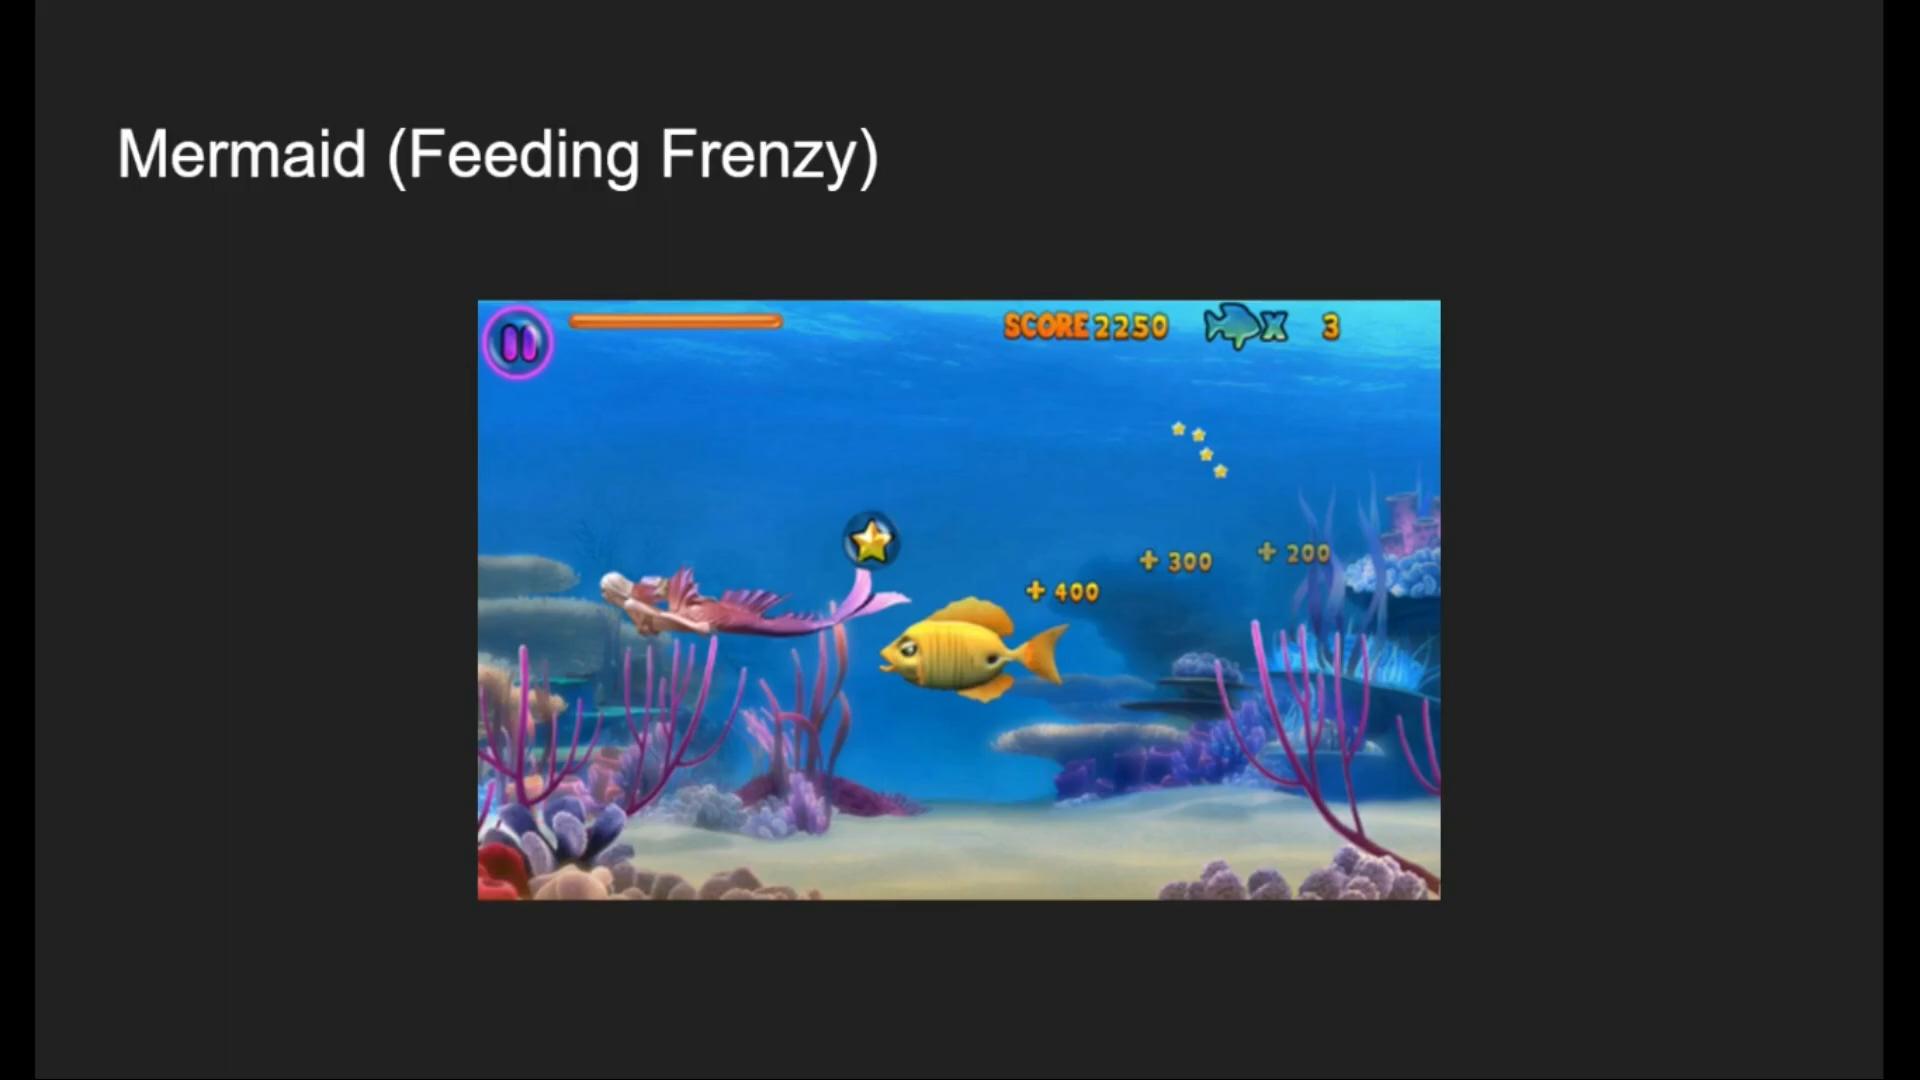 Mermaid (Feeding Frenzy)
SCORE 2250 X 3
+ 300 + 200
+ 400